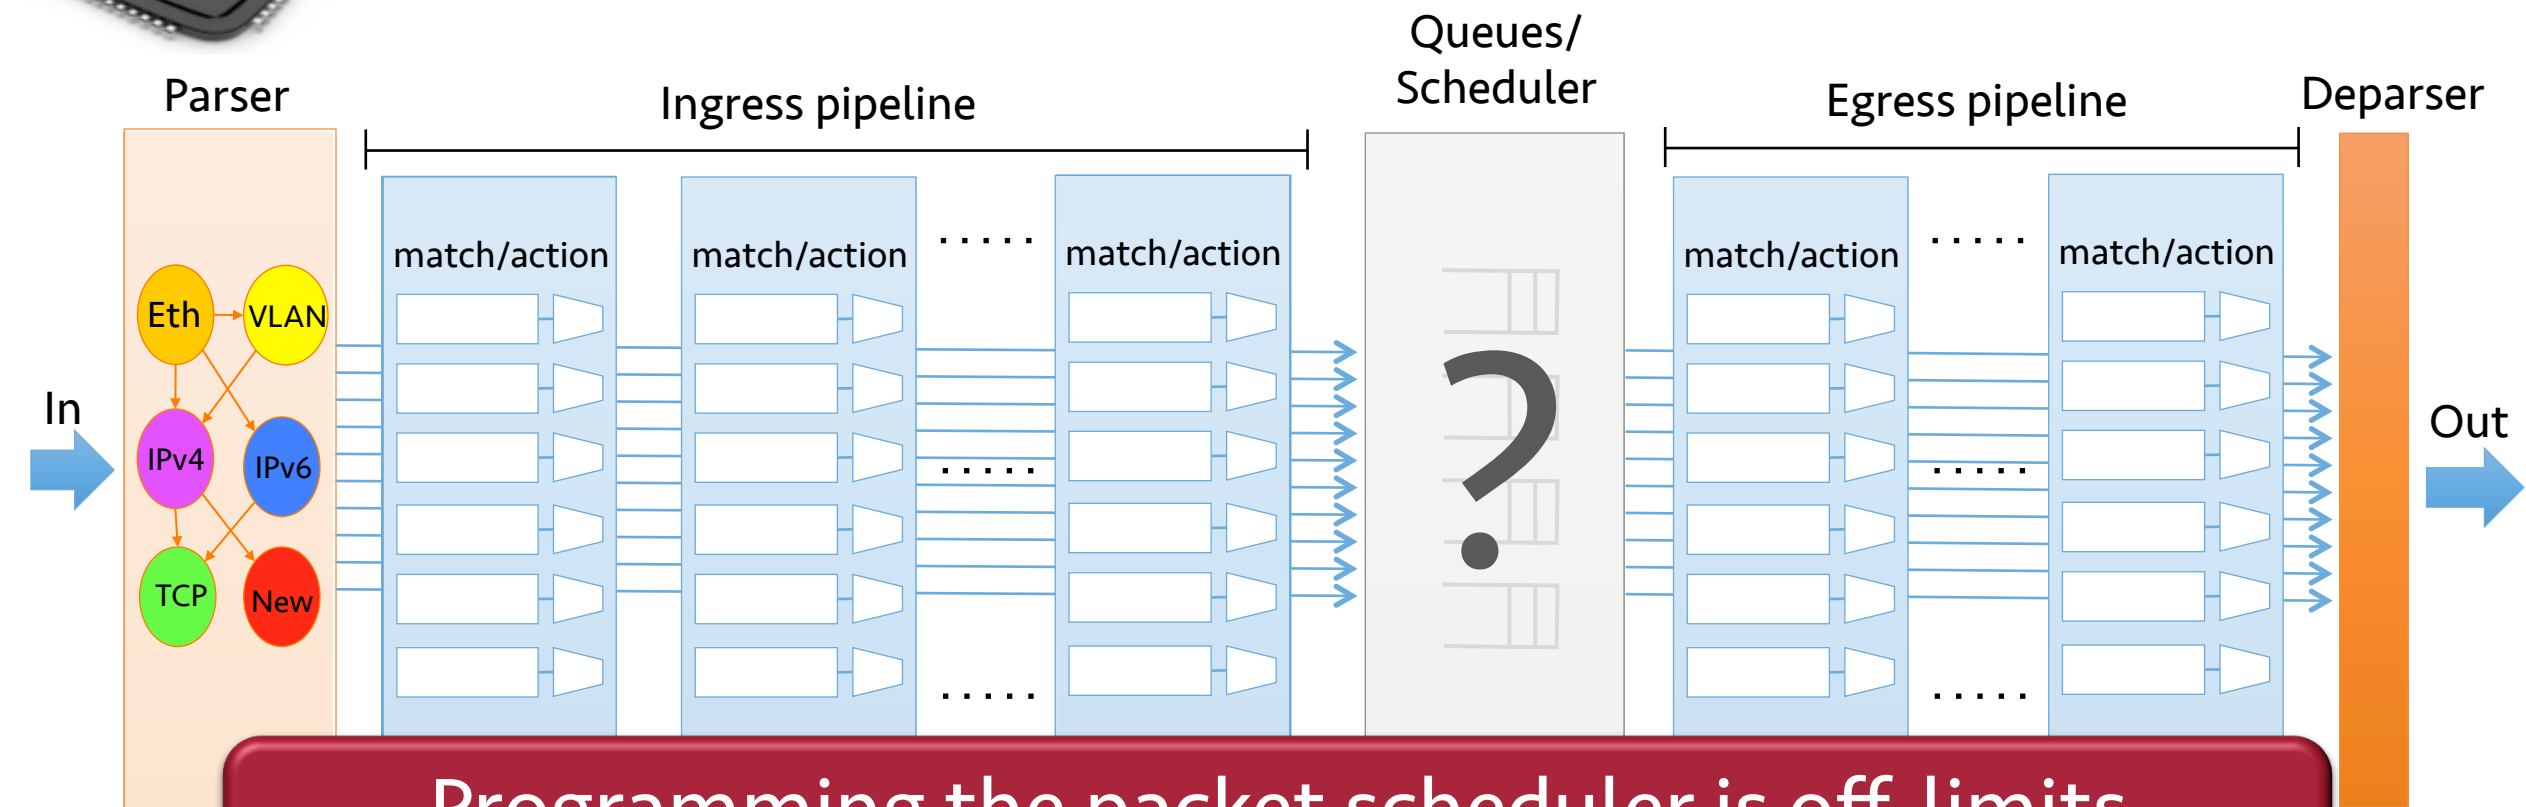 Queues/
Scheduler
Parser
Ingress pipeline
Egress pipeline
Deparser
match/action
match/action
.....
match/action
match/action
.....
match/action
Eth
VLAN
In
IPv4
IPv6
.....
?
.....
Out
TCP
New
.....
.....
Programming the packet scheduler is off-limits